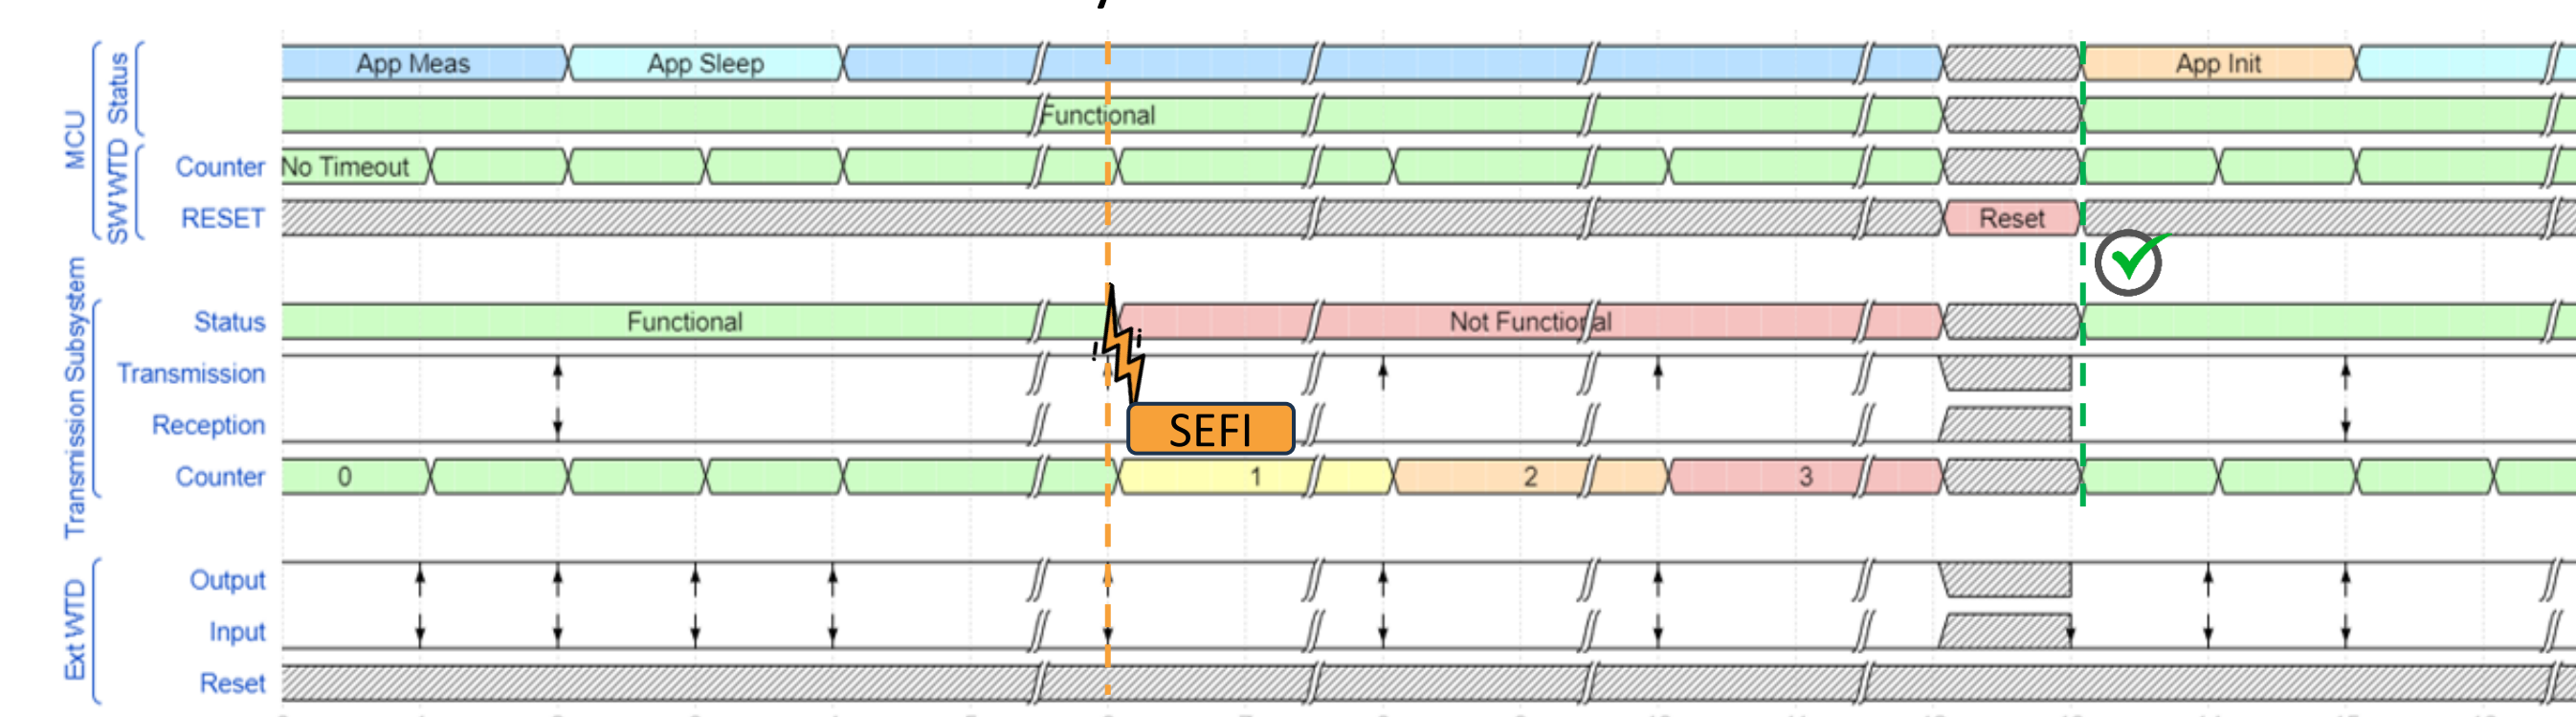 MCU
Status
App Meas
App Sleep
App Init
Functional
SW WTD
Counter
No Timeout
RESET
Reset
Transmission Subsystem
Status
Functional
Not Functional
Transmission
Reception
SEFI
Counter
0
1
2
3
Ext WTD
Output
Input
Reset